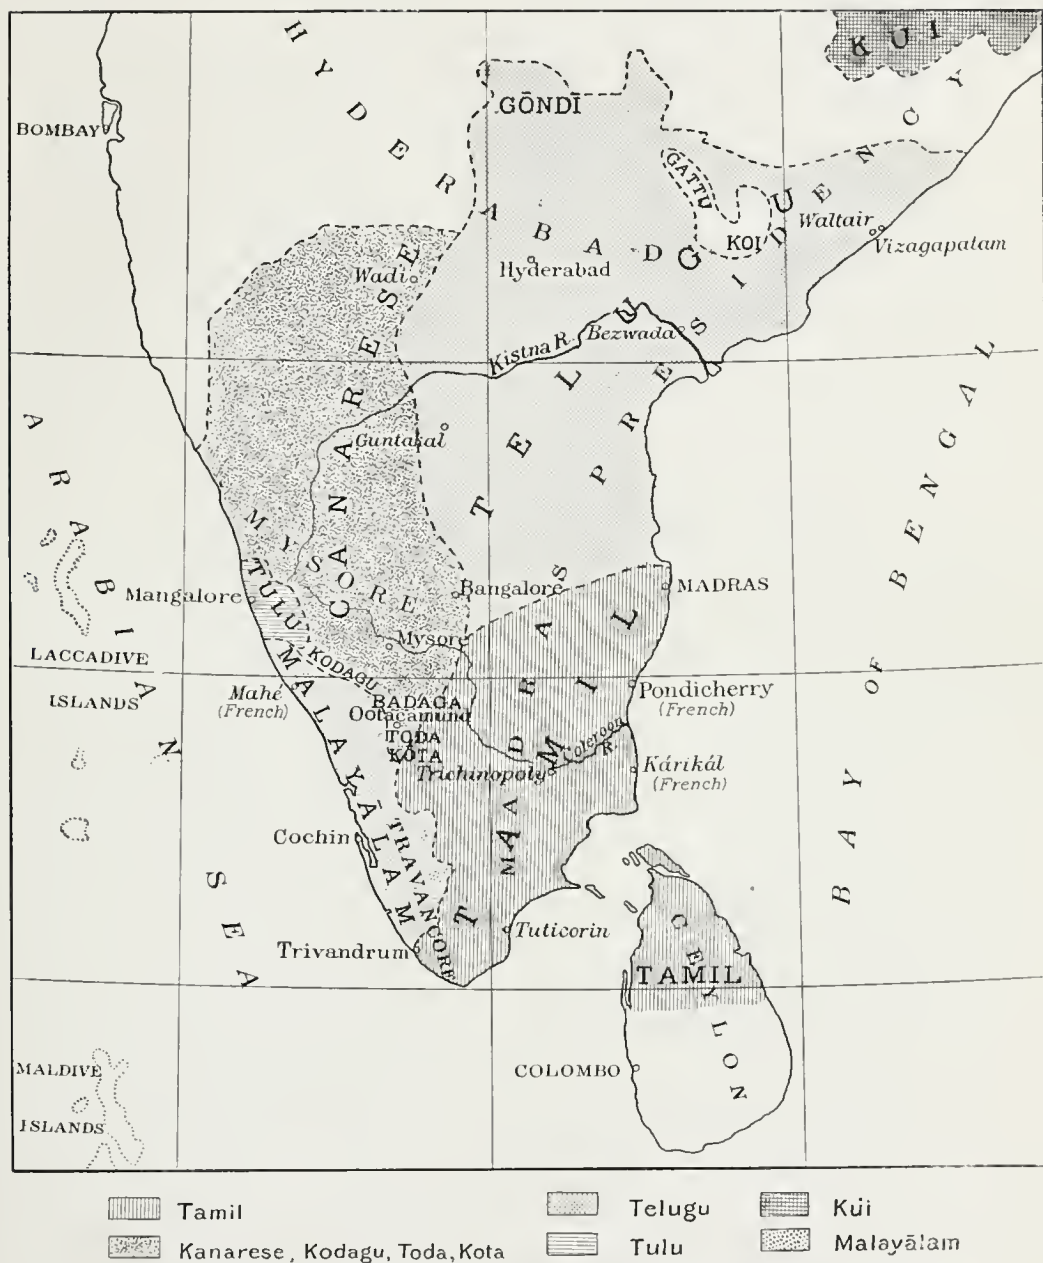 HYDERABAD
GŌNDĪ
KUI
BOMBAY
GATTU
KOI
Waltair
Vizagapatam
Wadi
Hyderabad
Kistna R.
Bezwada
TELUGU
CANARESE
Guntakal
MADRAS PRESIDENCY
ARABIAN SEA
BAY OF BENGAL
MYSORE
TULU
Mangalore
Bangalore
MADRAS
Mysore
KODAGU
LACCADIVE
ISLANDS
Mahé
(French)
BADAGA
Ootacamund
TODA
KOTA
Pondicherry
(French)
Coleroon
R.
Trichinopoly
Kárikál
(French)
TAMIL
MALAYĀLAM
Cochin
TRAVANCORE
Tuticorin
Trivandrum
TAMIL
CEYLON
COLOMBO
MALDIVE
ISLANDS
Tamil
Telugu
Kui
Kanarese, Kodagu, Toda, Kota
Tulu
Malayālam